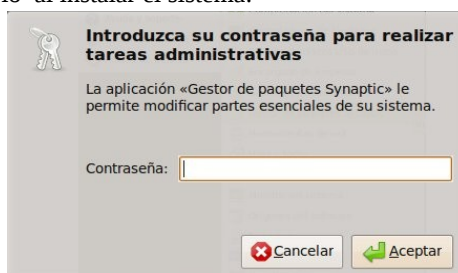 al instalar el sistema.
Introduzca su contraseña para realizar
tareas administrativas
La aplicación «Gestor de paquetes Synaptic» le
permite modificar partes esenciales de su sistema.
Contraseña:
Cancelar
Aceptar